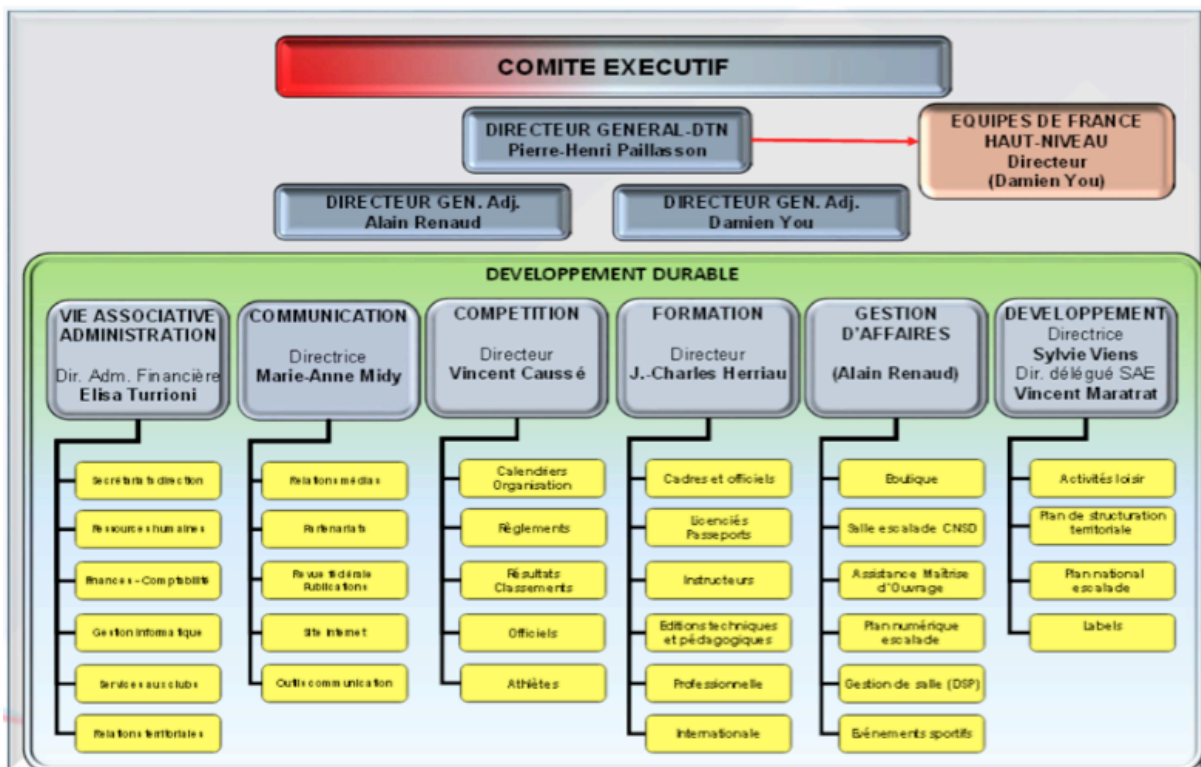 COMITE EXECUTIF
DIRECTEUR GENERAL-DTN
Pierre-Henri Paillasson
EQUIPES DE FRANCE
HAUT-NIVEAU
Directeur
(Damien You)
DIRECTEUR GEN. Adj.
Alain Renaud
DIRECTEUR GEN. Adj.
Damien You
DEVELOPPEMENT DURABLE
VIE ASSOCIATIVE
ADMINISTRATION
Dir. Adm. Financière
Elisa Turrioni
Secrétariats direction
Ressources humaines
Finances - Comptabilité
Gestion Informatique
Services aux clubs
Relations territoriales
COMMUNICATION
Directrice
Marie-Anne Midy
Relations médias
Partenariats
Revue fédérale
Publications
Site Internet
Outils communication
COMPETITION
Directeur
Vincent Caussé
Calendriers
Organisation
Règlements
Résultats
Classements
Officiels
Athlètes
FORMATION
Directeur
J.-Charles Herriau
Cadres et officiels
Licenciés
Passeports
Instructeurs
Editions techniques
et pédagogiques
Professionnelle
Internationale
GESTION
D'AFFAIRES
(Alain Renaud)
Boutique
Salle escalade CNSD
Assistance Maîtrise
d'Ouvrage
Plan numérique
escalade
Gestion de salle (DSP)
Evénements sportifs
DEVELOPPEMENT
Directrice
Sylvie Viens
Dir. délégué SAE
Vincent Maratrat
Activités loisir
Plan de structuration
territoriale
Plan national
escalade
Labels